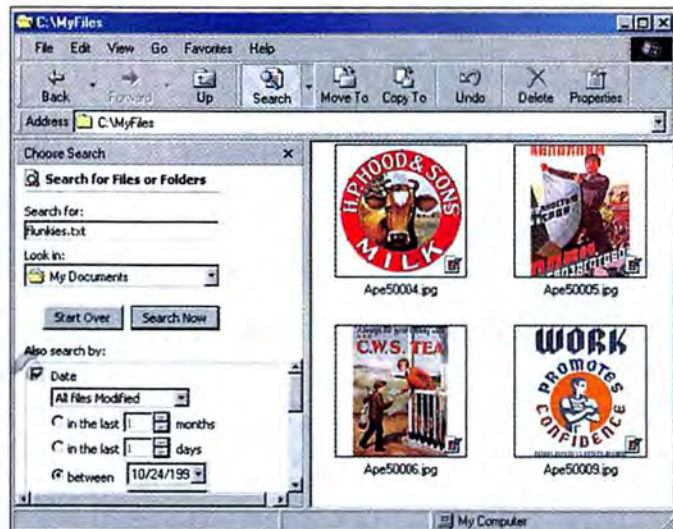 C:\MyFiles
File Edit View Go Favorites Help
Back Forward Up Search Move To Copy To Undo Delete Properties
Address C:\MyFiles
Choose Search
Search for Files or Folders
Search for:
flunkies.txt
Look in:
My Documents
Start Over Search Now
Also search by:
Date
All files Modified
in the last 1 months
in the last 1 days
between 10/24/199
H.P. HOOD & SONS
MILK
Ape50004.jpg
Ape50005.jpg
C.W.S. TEA
Ape50006.jpg
WORK
PROMOTES
CONFIDENCE
Ape50009.jpg
My Computer